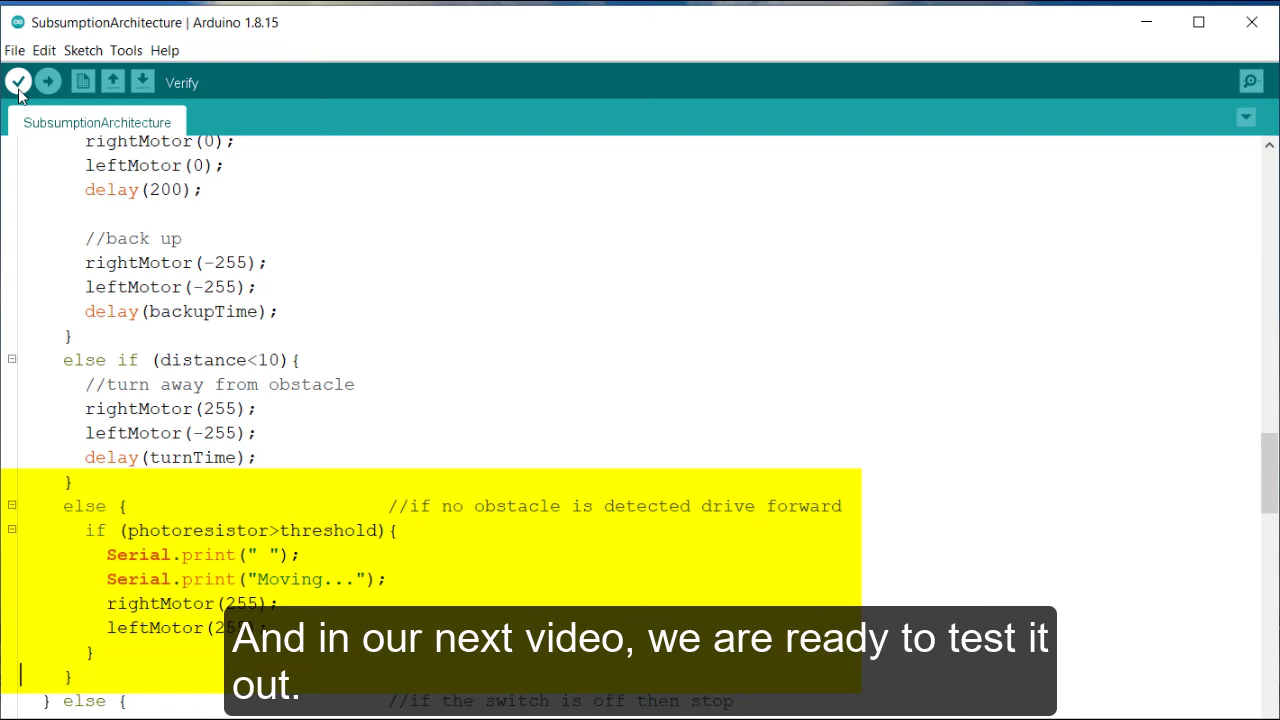 SubsumptionArchitecture | Arduino 1.8.15
File Edit Sketch Tools Help
Verify
SubsumptionArchitecture
rightMotor(0);
leftMotor(0);
delay(200);
//back up
rightMotor(-255);
leftMotor(-255);
delay(backupTime);
}
else if (distance<10){
//turn away from obstacle
rightMotor(255);
leftMotor(-255);
delay(turnTime);
}
else { //if no obstacle is detected drive forward
if (photoresistor>threshold){
Serial.print(" ");
Serial.print("Moving...");
rightMotor(255);
leftMotor(255);
}
}
} else { //if the switch is off then stop
And in our next video, we are ready to test it
out.